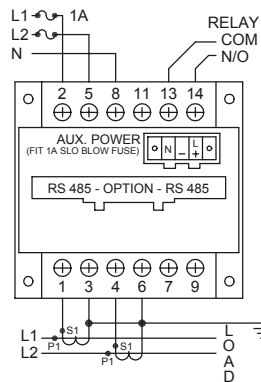 L1 1A
L2
N
RELAY
COM
N/O
2 5 8 11 13 14
AUX. POWER
(FIT 1A SLO BLOW FUSE)
N - L
+
RS 485 - OPTION - RS 485
1 3 4 6 7 9
S1
L1
P1
S1
L2
P1
LOAD